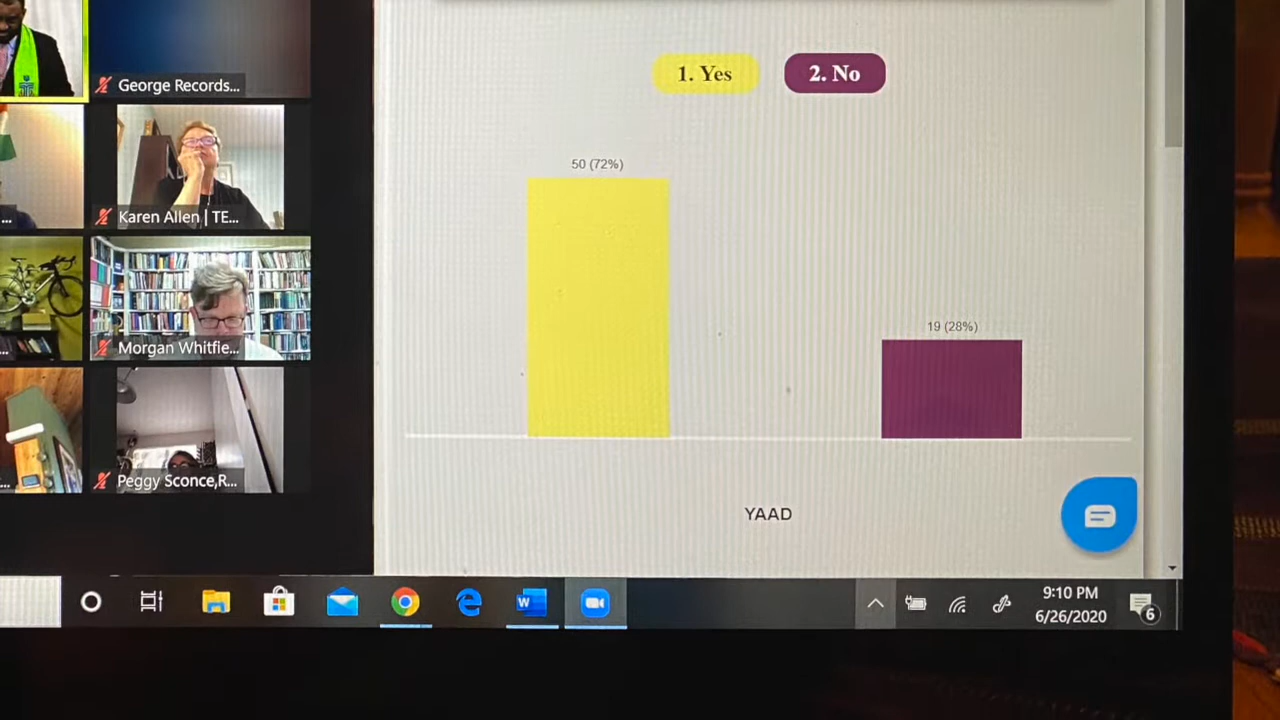 George Records...
...
Karen Allen | TE...
...
Morgan Whitfie...
...
Peggy Sconce,R...
1. Yes
2. No
50 (72%)
19 (28%)
YAAD
W
9:10 PM
6/26/2020
6